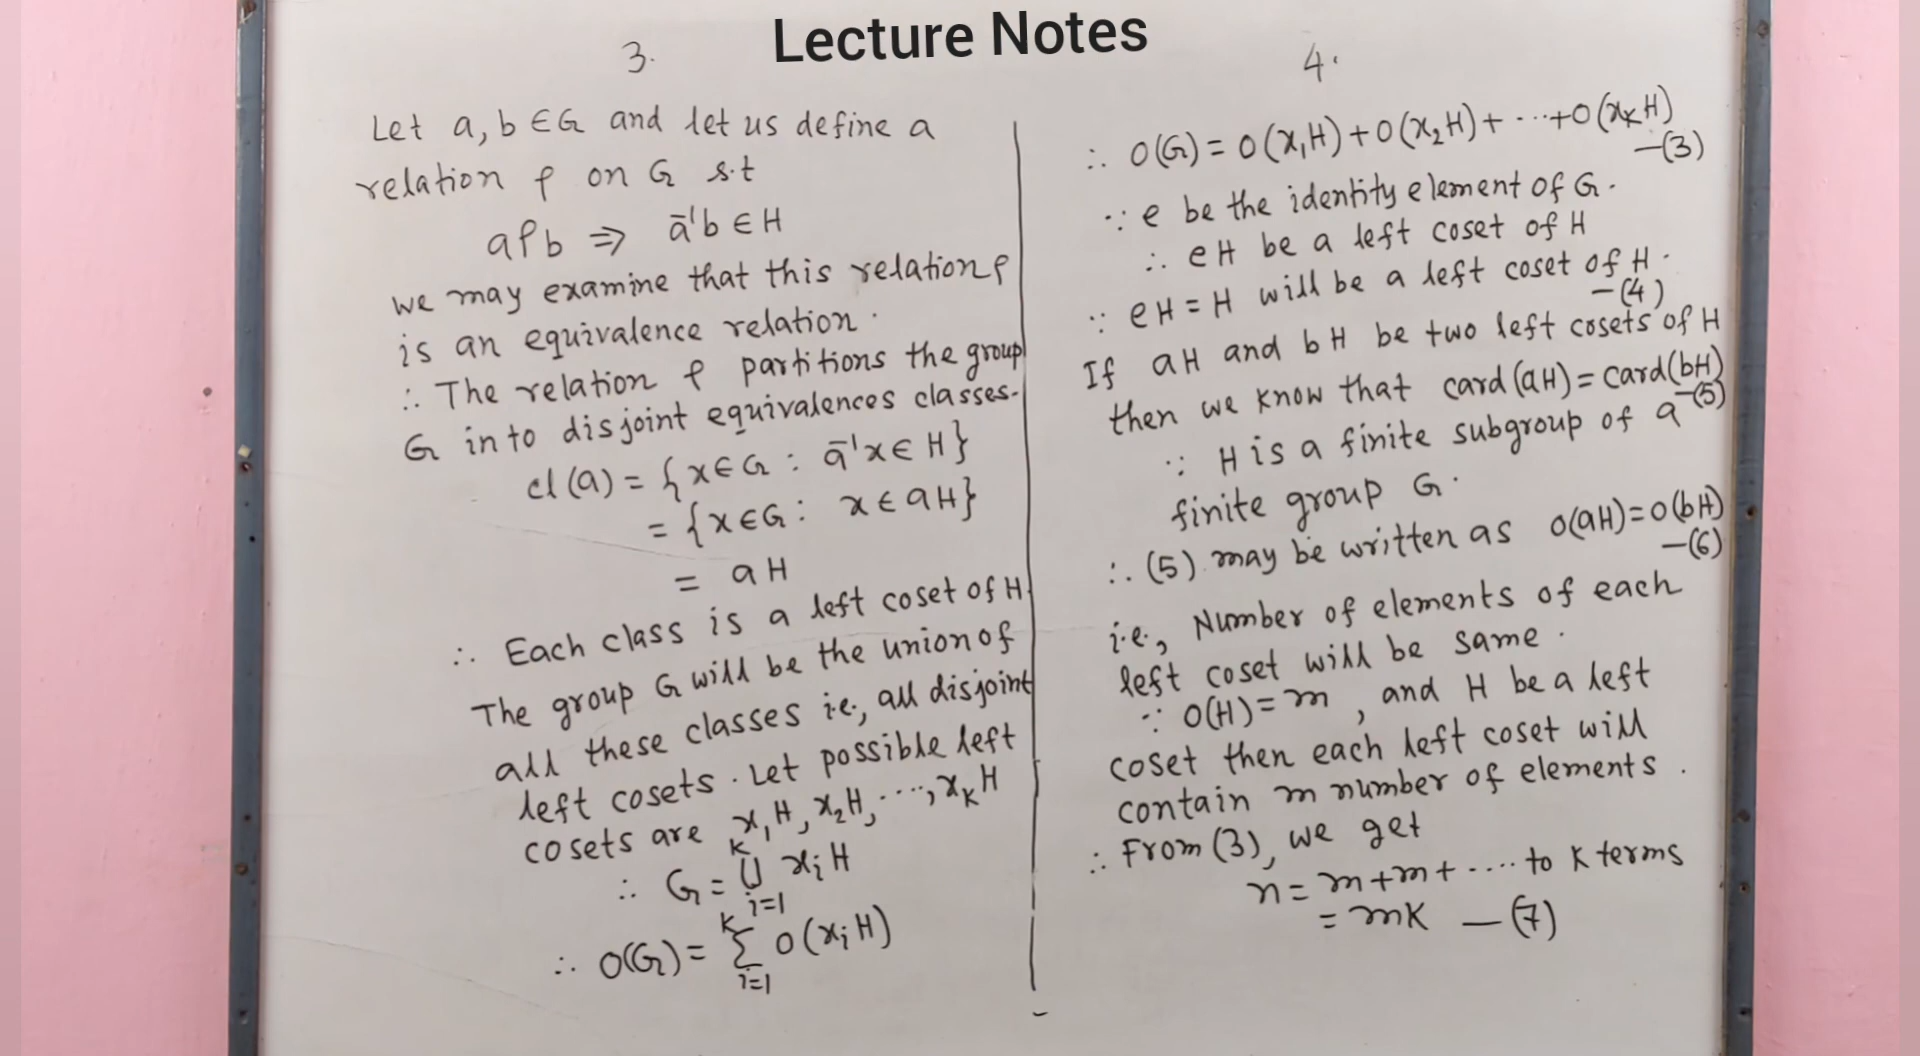 Lecture Notes
3.
Let a, b ∈ G and let us define a
relation ρ on G s.t
aρb ⇒ a⁻¹b ∈ H
we may examine that this relation ρ
is an equivalence relation.
∴ The relation ρ partitions the group
G into disjoint equivalences classes.
cl(a) = {x ∈ G : a⁻¹x ∈ H}
= {x ∈ G : x ∈ aH}
= aH
∴ Each class is a left coset of H
The group G will be the union of
all these classes i.e., all disjoint
left cosets. Let possible left
cosets are x₁H, x₂H, ...., xₖH
∴ G = ⋃ᵢ₌₁ᴷ xᵢH
∴ O(G) = ∑ᵢ₌₁ᴷ O(xᵢH)
4.
∴ O(G) = O(x₁H) + O(x₂H) + ... + O(xₖH)
—(3)
∵ e be the identity element of G.
∴ eH be a left coset of H
∵ eH = H will be a left coset of H.
—(4)
If aH and bH be two left cosets of H
then we know that card(aH) = card(bH)
—(5)
∵ H is a finite subgroup of a
finite group G.
∴ (5) may be written as O(aH) = O(bH)
—(6)
i.e., Number of elements of each
left coset will be same.
∵ O(H) = m, and H be a left
coset then each left coset will
contain m number of elements.
∴ From (3), we get
n = m + m + .... to K terms
= mK —(7)